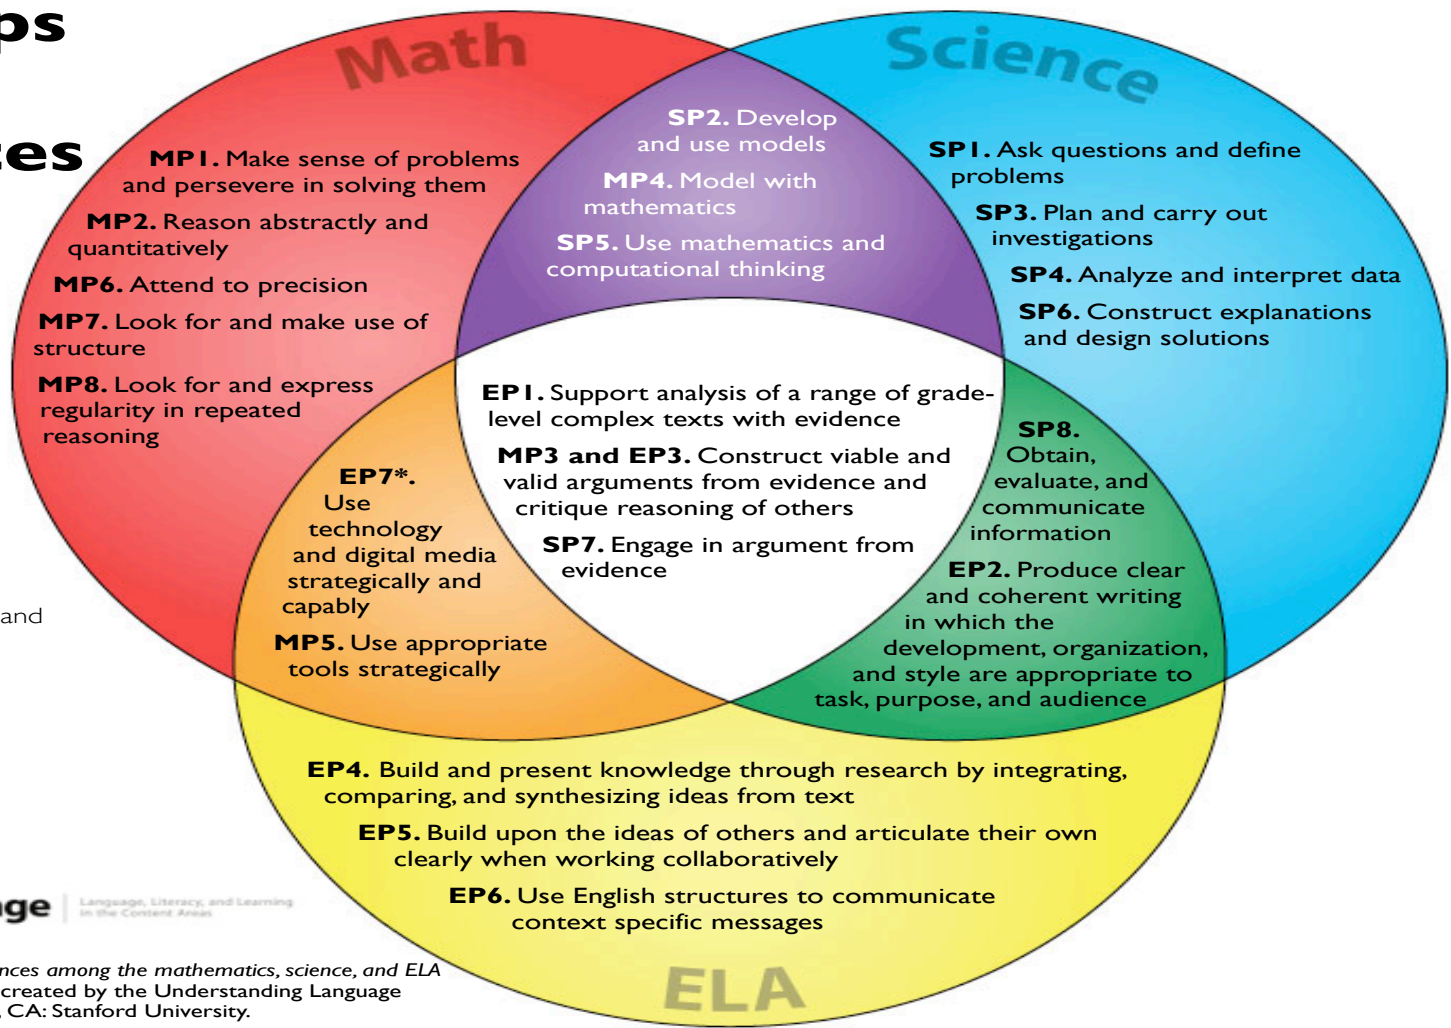 ps
tes
Math
Science
MP1. Make sense of problems
and persevere in solving them
MP2. Reason abstractly and
quantitatively
MP6. Attend to precision
MP7. Look for and make use of
structure
MP8. Look for and express
regularity in repeated
reasoning
SP2. Develop
and use models
MP4. Model with
mathematics
SP5. Use mathematics and
computational thinking
SP1. Ask questions and define
problems
SP3. Plan and carry out
investigations
SP4. Analyze and interpret data
SP6. Construct explanations
and design solutions
EP1. Support analysis of a range of grade-
level complex texts with evidence
MP3 and EP3. Construct viable and
valid arguments from evidence and
critique reasoning of others
SP7. Engage in argument from
evidence
EP7*.
Use
technology
and digital media
strategically and
capably
MP5. Use appropriate
tools strategically
SP8.
Obtain,
evaluate, and
communicate
information
EP2. Produce clear
and coherent writing
in which the
development, organization,
and style are appropriate to
task, purpose, and audience
and
EP4. Build and present knowledge through research by integrating,
comparing, and synthesizing ideas from text
EP5. Build upon the ideas of others and articulate their own
clearly when working collaboratively
EP6. Use English structures to communicate
context specific messages
ELA
ge
Language, Literacy, and Learning
in the Content Areas
nces among the mathematics, science, and ELA
created by the Understanding Language
, CA: Stanford University.